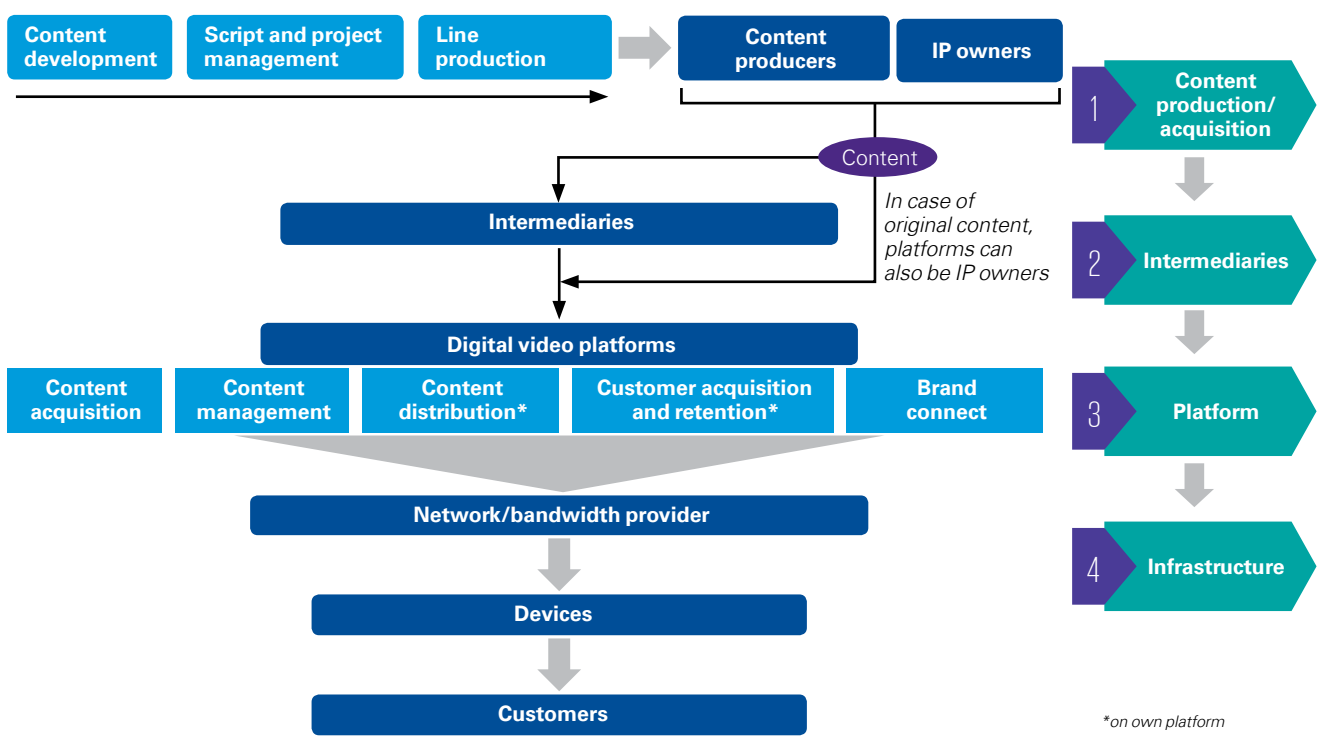 Content
development
Script and project
management
Line
production
Content
producers
IP owners
Content
In case of
original content,
platforms can
also be IP owners
Intermediaries
Digital video platforms
Content
acquisition
Content
management
Content
distribution*
Customer acquisition
and retention*
Brand
connect
Network/bandwidth provider
Devices
Customers
1
Content
production/
acquisition
2
Intermediaries
3
Platform
4
Infrastructure
*on own platform